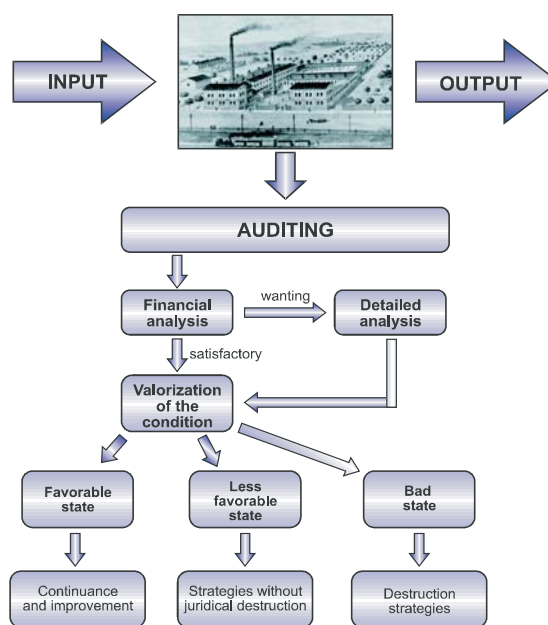 INPUT
OUTPUT
AUDITING
Financial
analysis
wanting
Detailed
analysis
satisfactory
Valorization
of the
condition
Favorable
state
Less
favorable
state
Bad
state
Continuance
and improvement
Strategies without
juridical destruction
Destruction
strategies